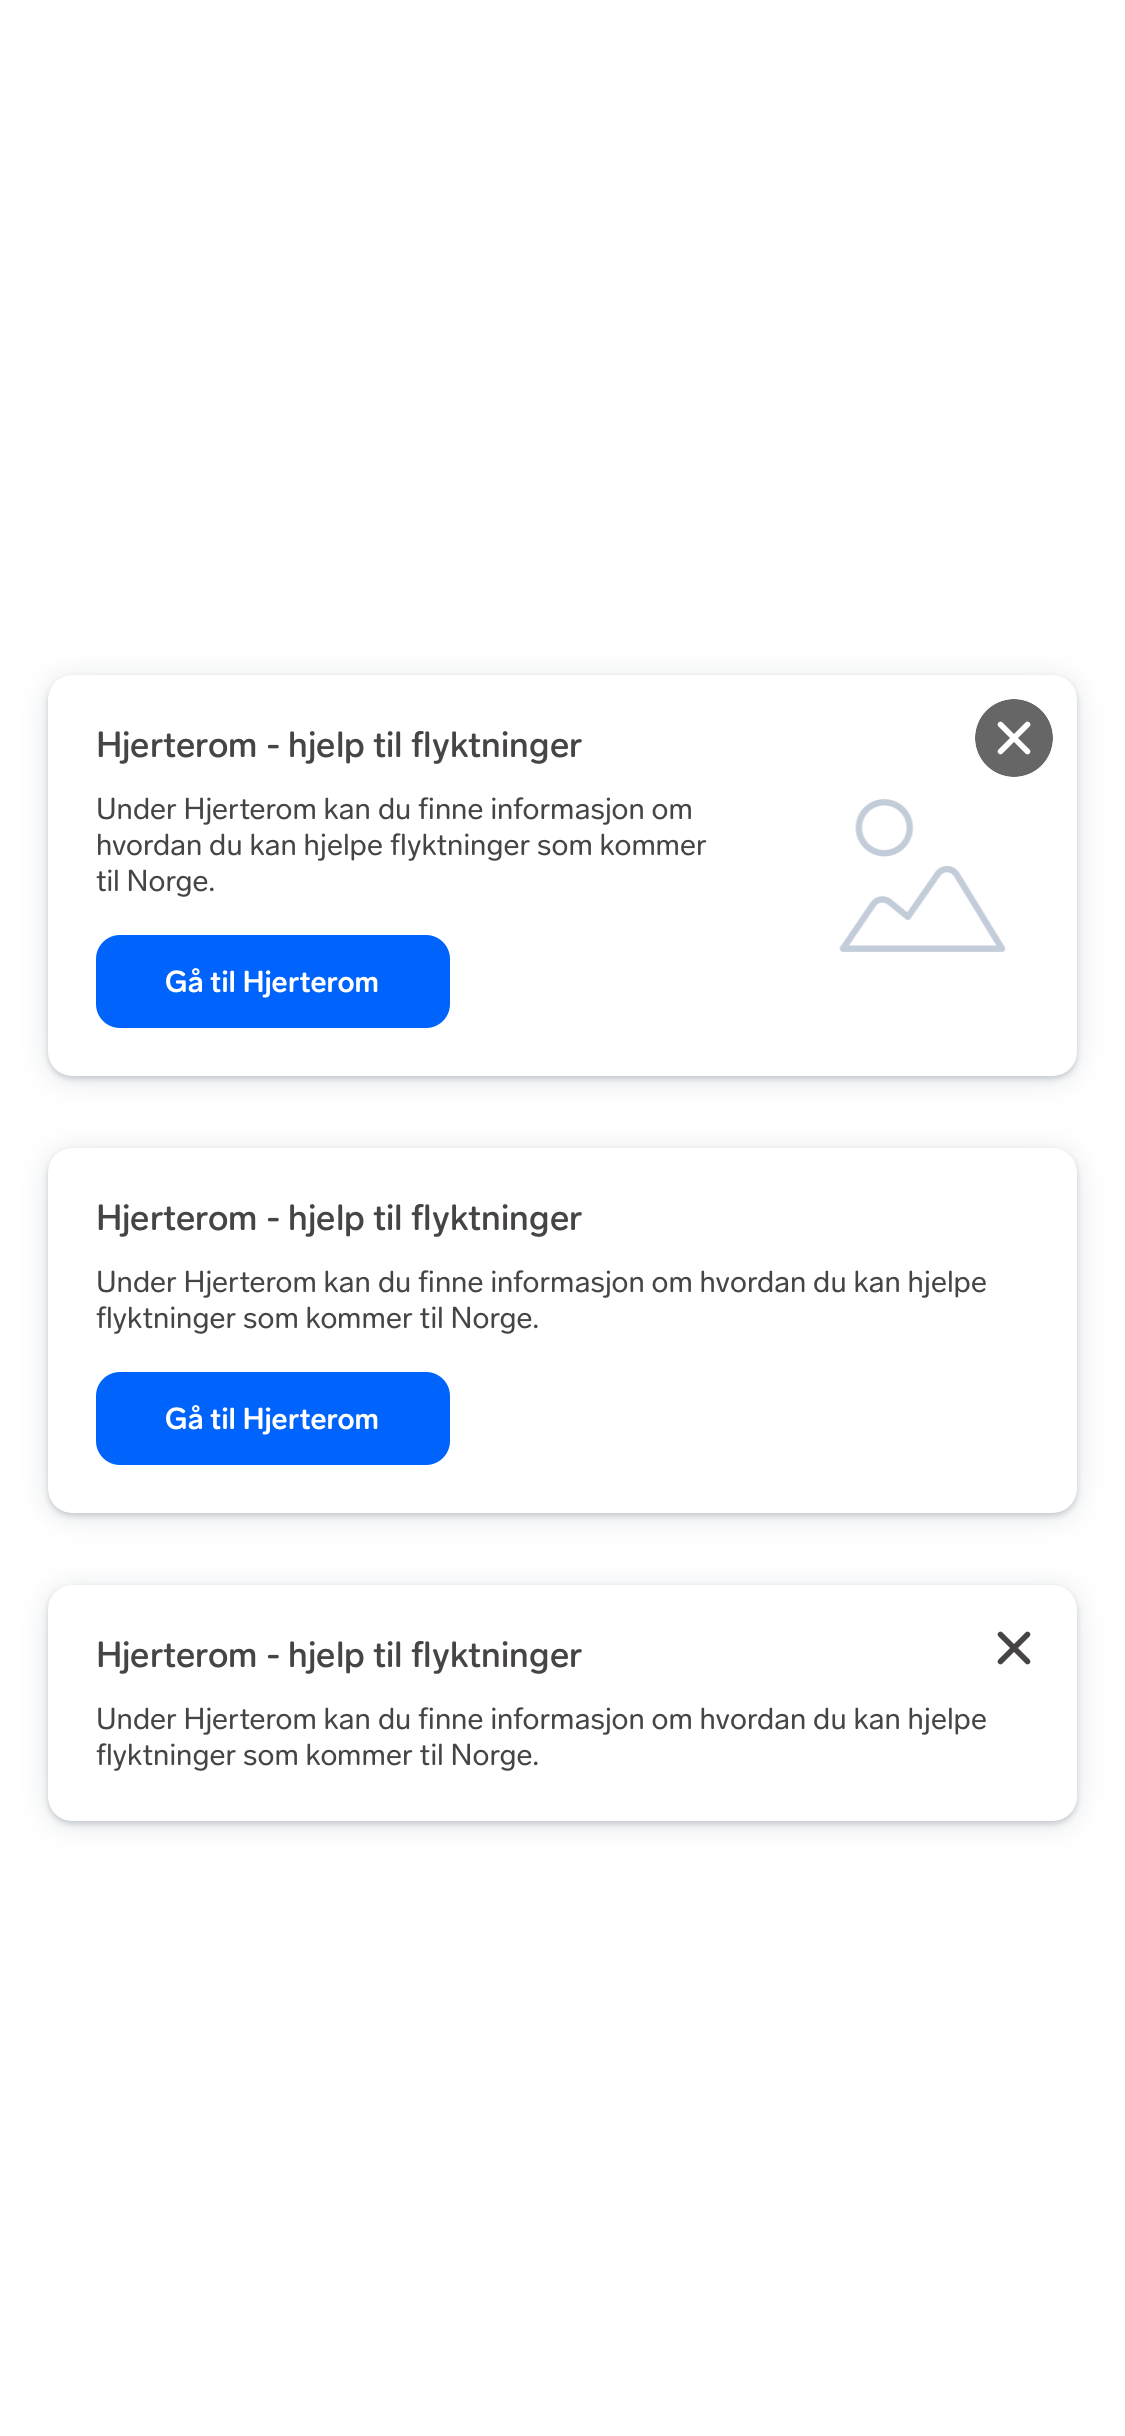 Hjerterom - hjelp til flyktninger
Under Hjerterom kan du finne informasjon om
hvordan du kan hjelpe flyktninger som kommer
til Norge.
Gå til Hjerterom
Hjerterom - hjelp til flyktninger
Under Hjerterom kan du finne informasjon om hvordan du kan hjelpe
flyktninger som kommer til Norge.
Gå til Hjerterom
Hjerterom - hjelp til flyktninger
Under Hjerterom kan du finne informasjon om hvordan du kan hjelpe
flyktninger som kommer til Norge.